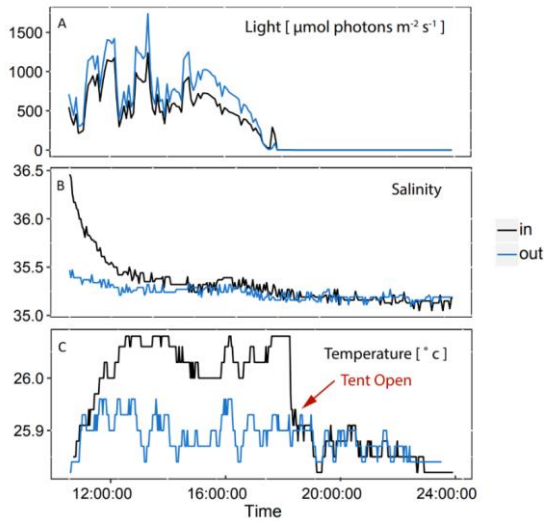 A
Light [ μmol photons m⁻² s⁻¹ ]
1500
1000
500
0
B
Salinity
36.5
36.0
35.5
35.0
in
out
C
Temperature [ ° c ]
Tent Open
26.0
25.9
12:00:00
16:00:00
20:00:00
24:00:00
Time